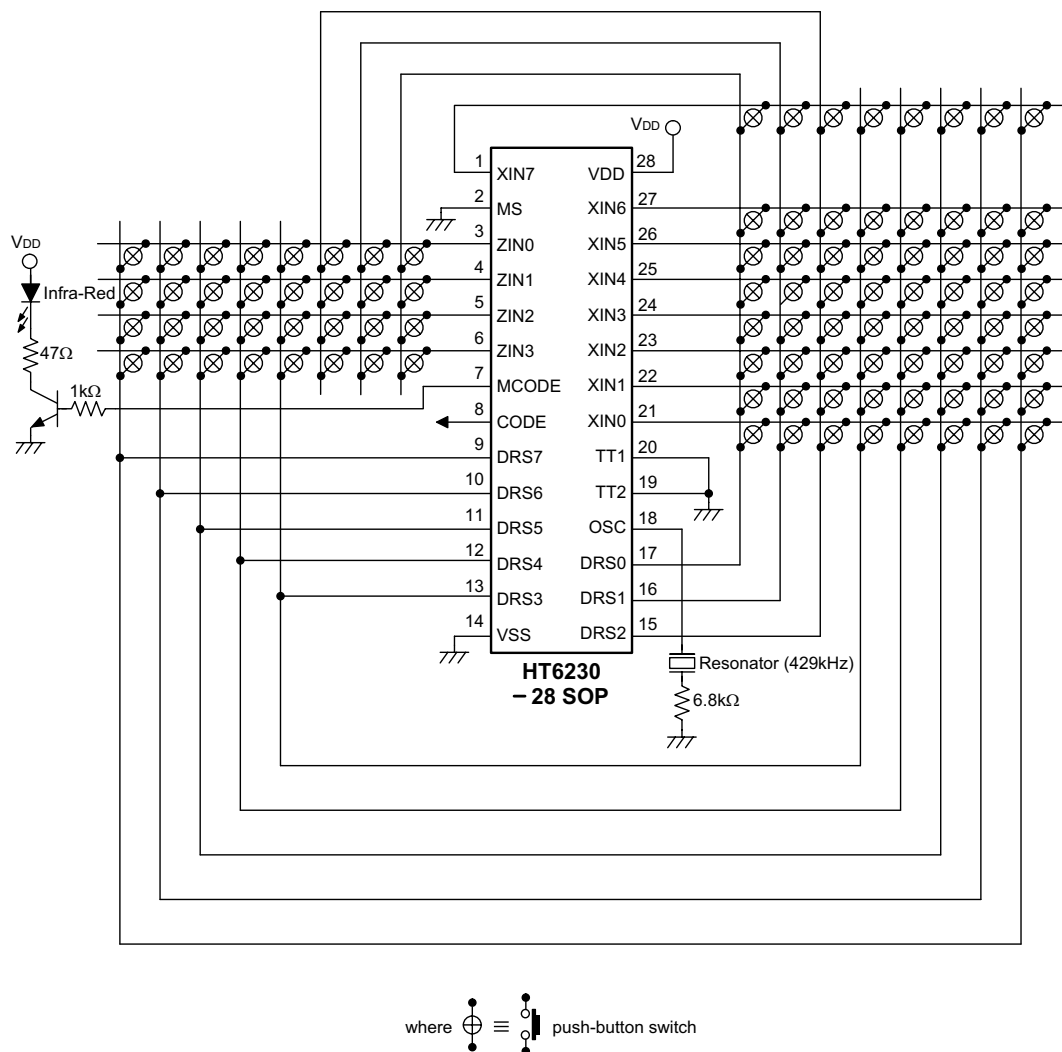 VDD
1
XIN7
VDD
28
2
MS
XIN6
27
3
ZIN0
XIN5
26
VDD
4
ZIN1
XIN4
25
Infra-Red
5
ZIN2
XIN3
24
6
ZIN3
XIN2
23
47Ω
7
MCODE
XIN1
22
1kΩ
8
CODE
XIN0
21
9
DRS7
TT1
20
10
DRS6
TT2
19
11
DRS5
OSC
18
12
DRS4
DRS0
17
13
DRS3
DRS1
16
14
VSS
DRS2
15
HT6230
– 28 SOP
Resonator (429kHz)
6.8kΩ
where ≡ push-button switch